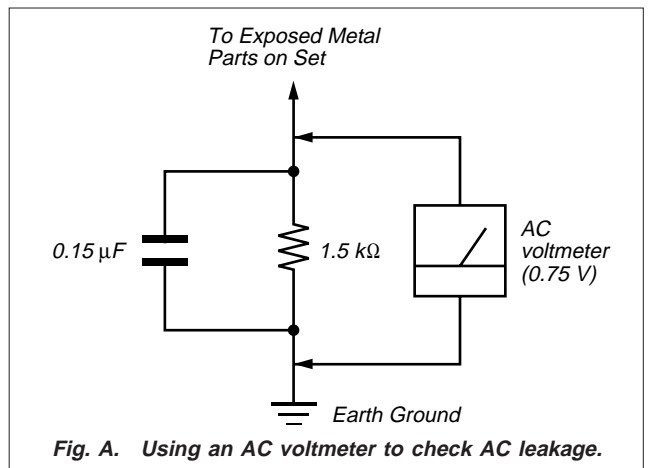 To Exposed Metal
Parts on Set
0.15 μF
1.5 kΩ
AC
voltmeter
(0.75 V)
Earth Ground
Fig. A. Using an AC voltmeter to check AC leakage.